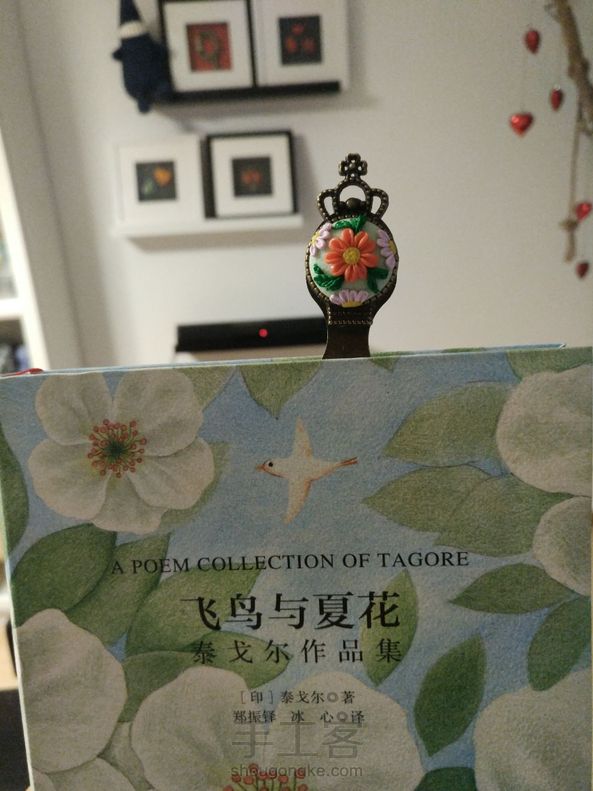 A POEM COLLECTION OF TAGORE
飞鸟与夏花
泰戈尔作品集
［印］泰戈尔◎著
郑振铎 冰 心◎译
手工客
shougongke.com